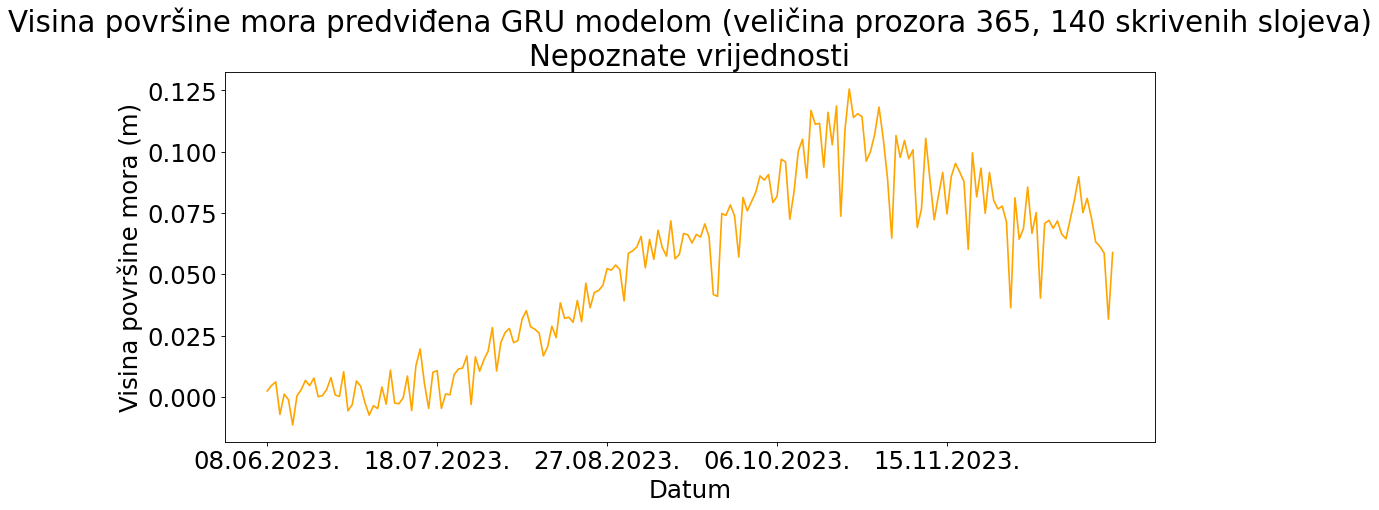 Visina površine mora predviđena GRU modelom (veličina prozora 365, 140 skrivenih slojeva)
Nepoznate vrijednosti
Visina površine mora (m)
0.125
0.100
0.075
0.050
0.025
0.000
08.06.2023. 18.07.2023. 27.08.2023. 06.10.2023. 15.11.2023.
Datum